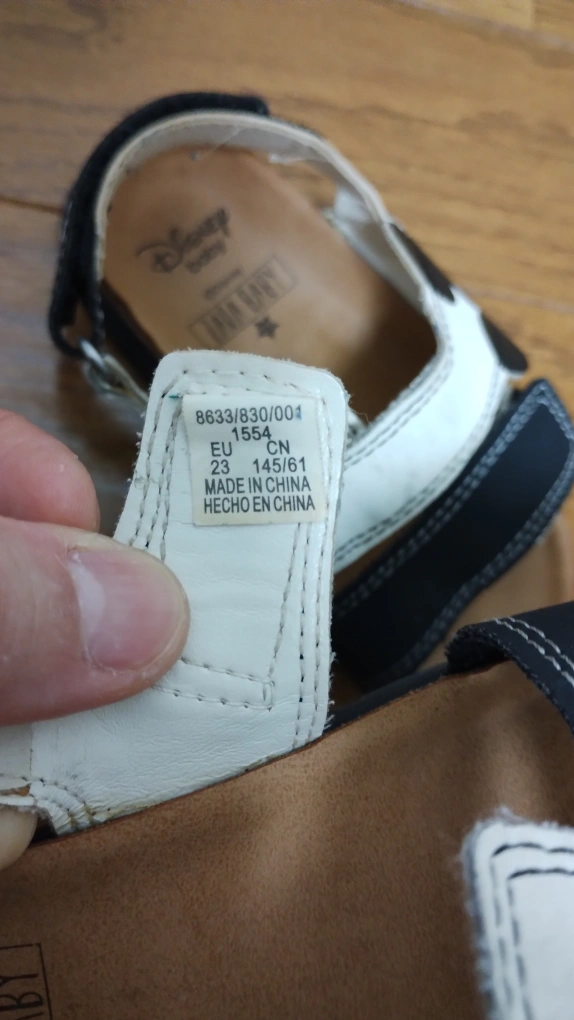 Disney
baby
ZARA BABY
8633/830/001
1554
EU CN
23 145/61
MADE IN CHINA
HECHO EN CHINA
BABY